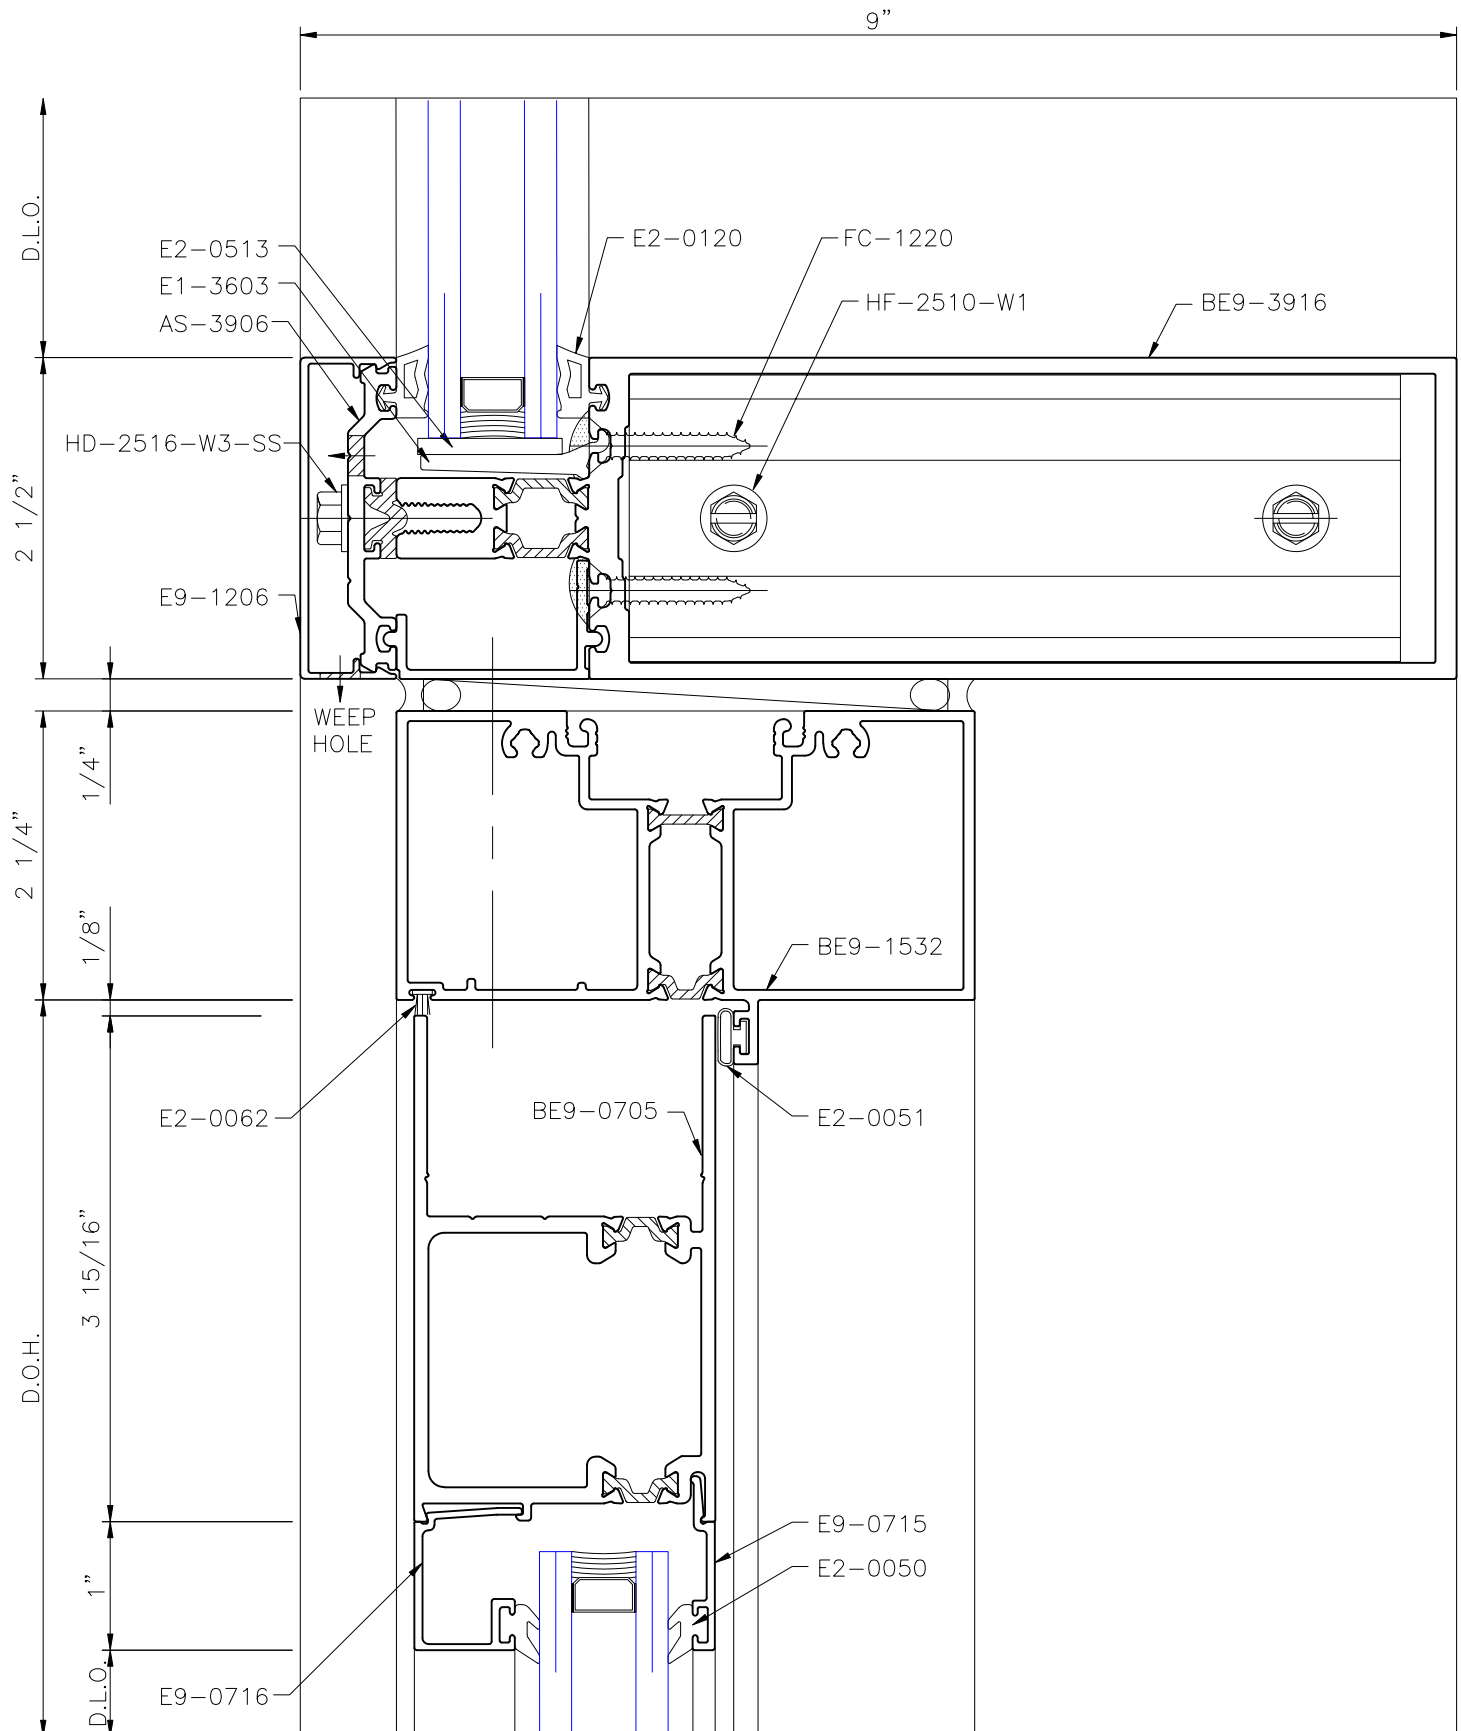 9"
D.L.O.
E2-0513
E1-3603
AS-3906
E2-0120
FC-1220
HF-2510-W1
BE9-3916
HD-2516-W3-SS
2 1/2"
E9-1206
WEEP
HOLE
1/4"
2 1/4"
1/8"
BE9-1532
E2-0062
BE9-0705
E2-0051
3 15/16"
D.O.H.
E9-0715
E2-0050
1"
E9-0716
D.L.O.